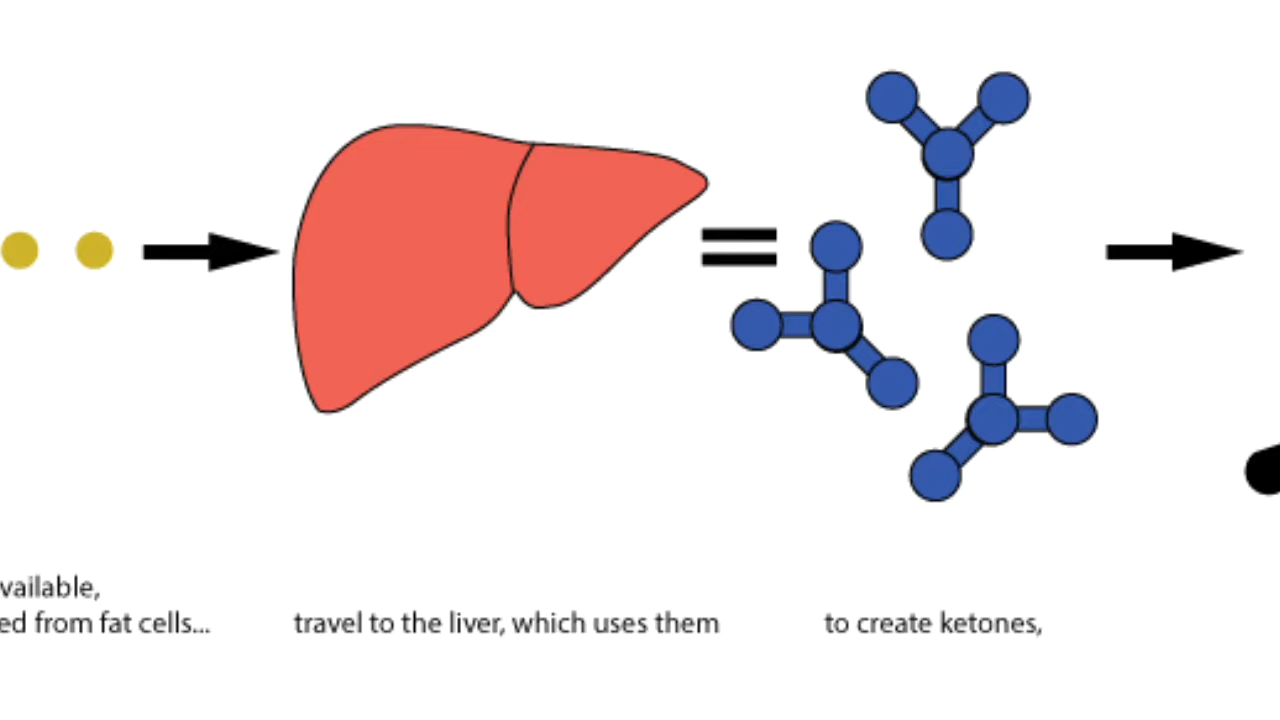 vailable,
ed from fat cells...
travel to the liver, which uses them
to create ketones,